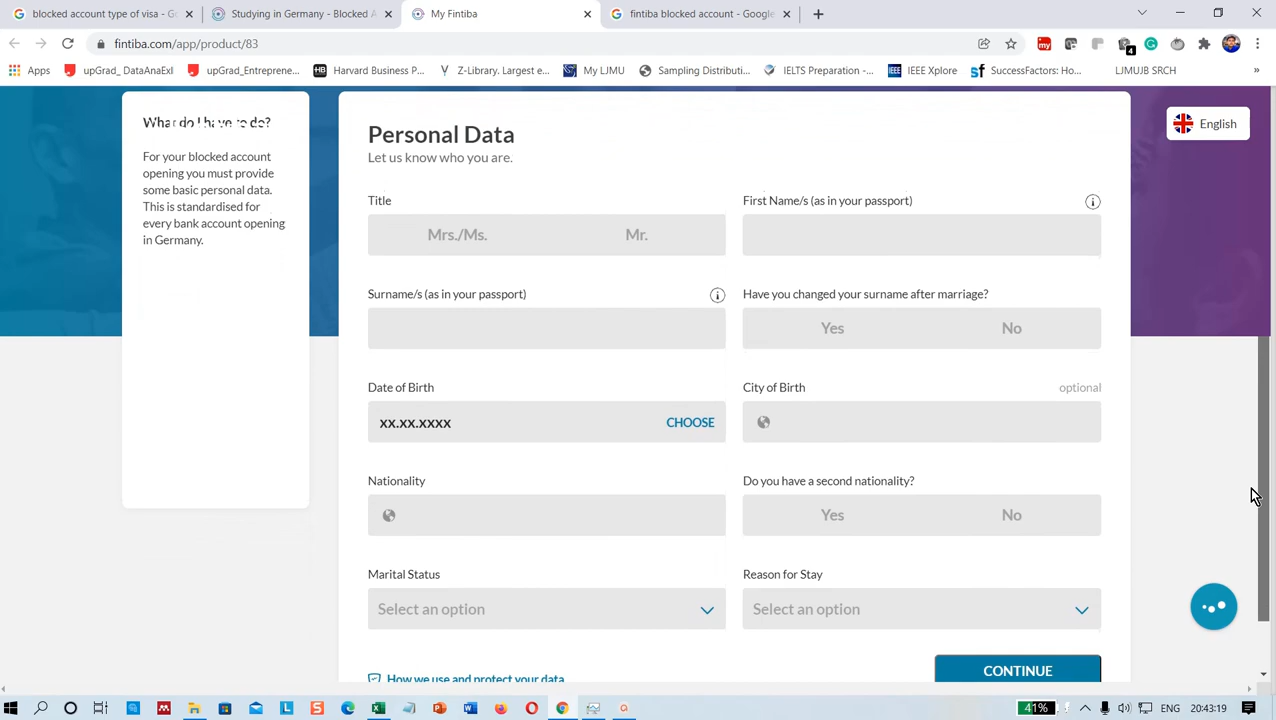 blocked account type of visa - Go
Studying in Germany - Blocked A
My Fintiba
fintiba blocked account - Google
fintiba.com/app/product/83
4
Apps
upGrad_ DataAnaExl
upGrad_Entreprene...
Harvard Business P...
Z-Library. Largest e...
My LJMU
Sampling Distributi...
IELTS Preparation -...
IEEE Xplore
SuccessFactors: Ho...
LJMUJB SRCH
»
What do I have to do?
For your blocked account
opening you must provide
some basic personal data.
This is standardised for
every bank account opening
in Germany.
English
Personal Data
Let us know who you are.
Title
First Name/s (as in your passport)
Mrs./Ms.
Mr.
Surname/s (as in your passport)
Have you changed your surname after marriage?
Yes
No
Date of Birth
City of Birth
optional
XX.XX.XXXX
CHOOSE
Nationality
Do you have a second nationality?
Yes
No
Marital Status
Reason for Stay
Select an option
Select an option
How we use and protect your data
CONTINUE
41%
ENG
20:43:19